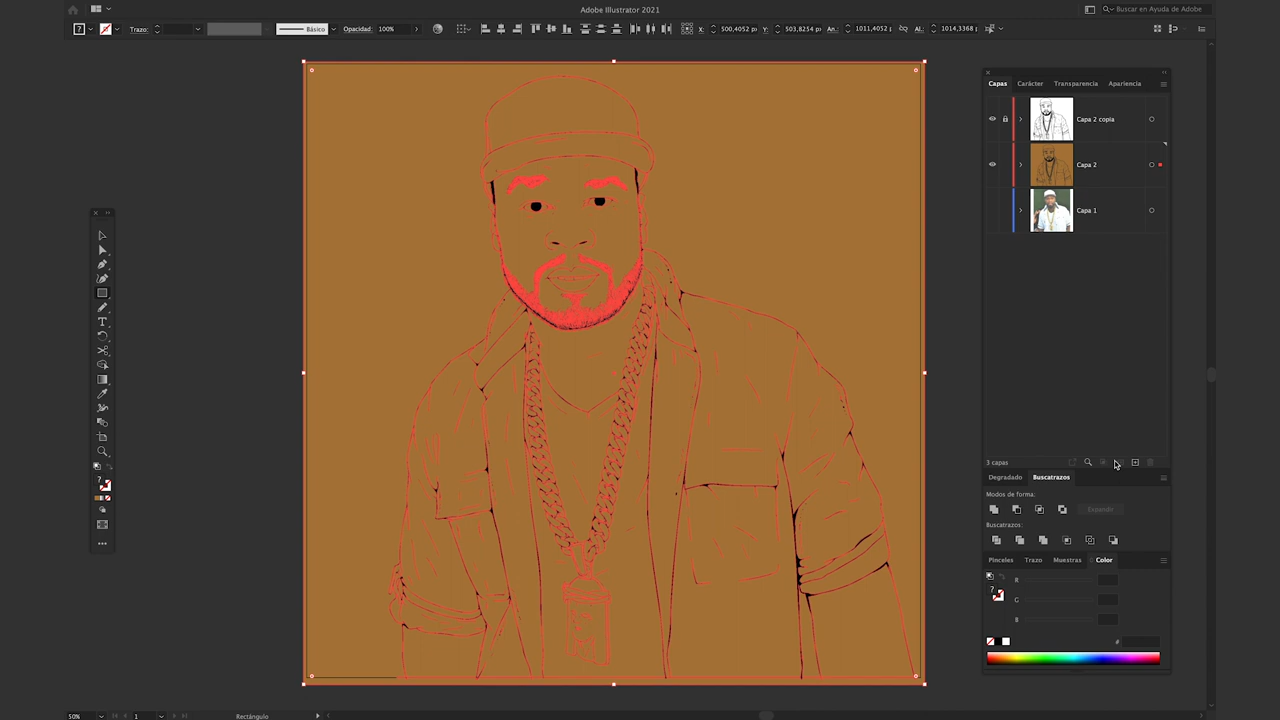 Adobe Illustrator 2021
Buscar en Ayuda de Adobe
? Trazo: Básico Opacidad: 100% X: 500,4052 p Y: 503,8254 p An.: 1011,4052 Al.: 1014,3368
Capas Carácter Transparencia Apariencia
Capa 2 copia
Capa 2
Capa 1
3 capas
Degradado Buscatrazos
Modos de forma:
Expandir
Buscatrazos:
Pinceles Trazo Muestras Color
R
? G
B
#
50% 1 Rectángulo